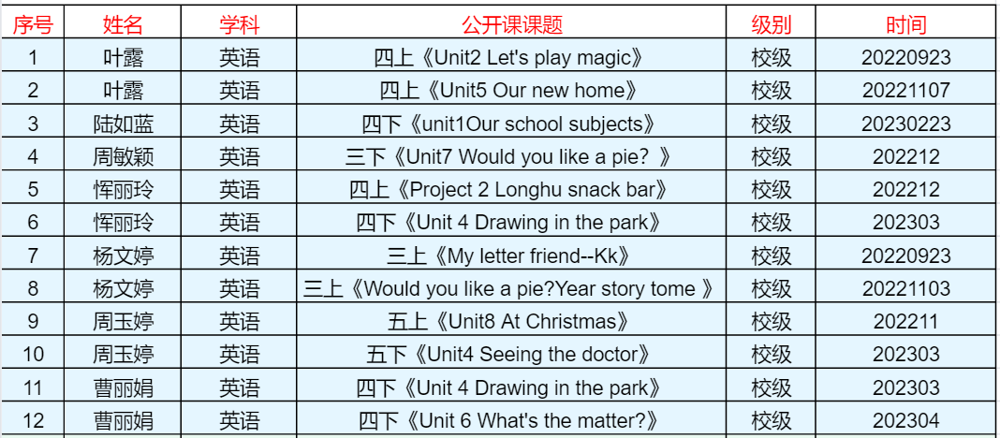 序号 姓名 学科 公开课课题 级别 时间
1 叶露 英语 四上《Unit2 Let's play magic》 校级 20220923
2 叶露 英语 四上《Unit5 Our new home》 校级 20221107
3 陆如蓝 英语 四下《unit1Our school subjects》 校级 20230223
4 周敏颖 英语 三下《Unit7 Would you like a pie？》 校级 202212
5 恽丽玲 英语 四上《Project 2 Longhu snack bar》 校级 202212
6 恽丽玲 英语 四下《Unit 4 Drawing in the park》 校级 202303
7 杨文婷 英语 三上《My letter friend--Kk》 校级 20220923
8 杨文婷 英语 三上《Would you like a pie?Year story tome 》 校级 20221103
9 周玉婷 英语 五上《Unit8 At Christmas》 校级 202211
10 周玉婷 英语 五下《Unit4 Seeing the doctor》 校级 202303
11 曹丽娟 英语 四下《Unit 4 Drawing in the park》 校级 202303
12 曹丽娟 英语 四下《Unit 6 What's the matter?》 校级 202304